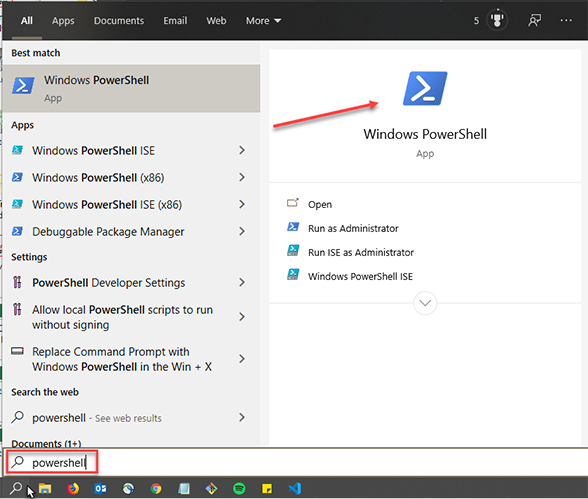 All Apps Documents Email Web More 5 ...
Best match
Windows PowerShell
App
Apps
Windows PowerShell ISE
Windows PowerShell (x86)
Windows PowerShell ISE (x86)
Debuggable Package Manager
Settings
PowerShell Developer Settings
Allow local PowerShell scripts to run
without signing
Replace Command Prompt with
Windows PowerShell in the Win + X
Search the web
powershell - See web results
Documents (1+)
powershell
Windows PowerShell
App
Open
Run as Administrator
Run ISE as Administrator
Windows PowerShell ISE